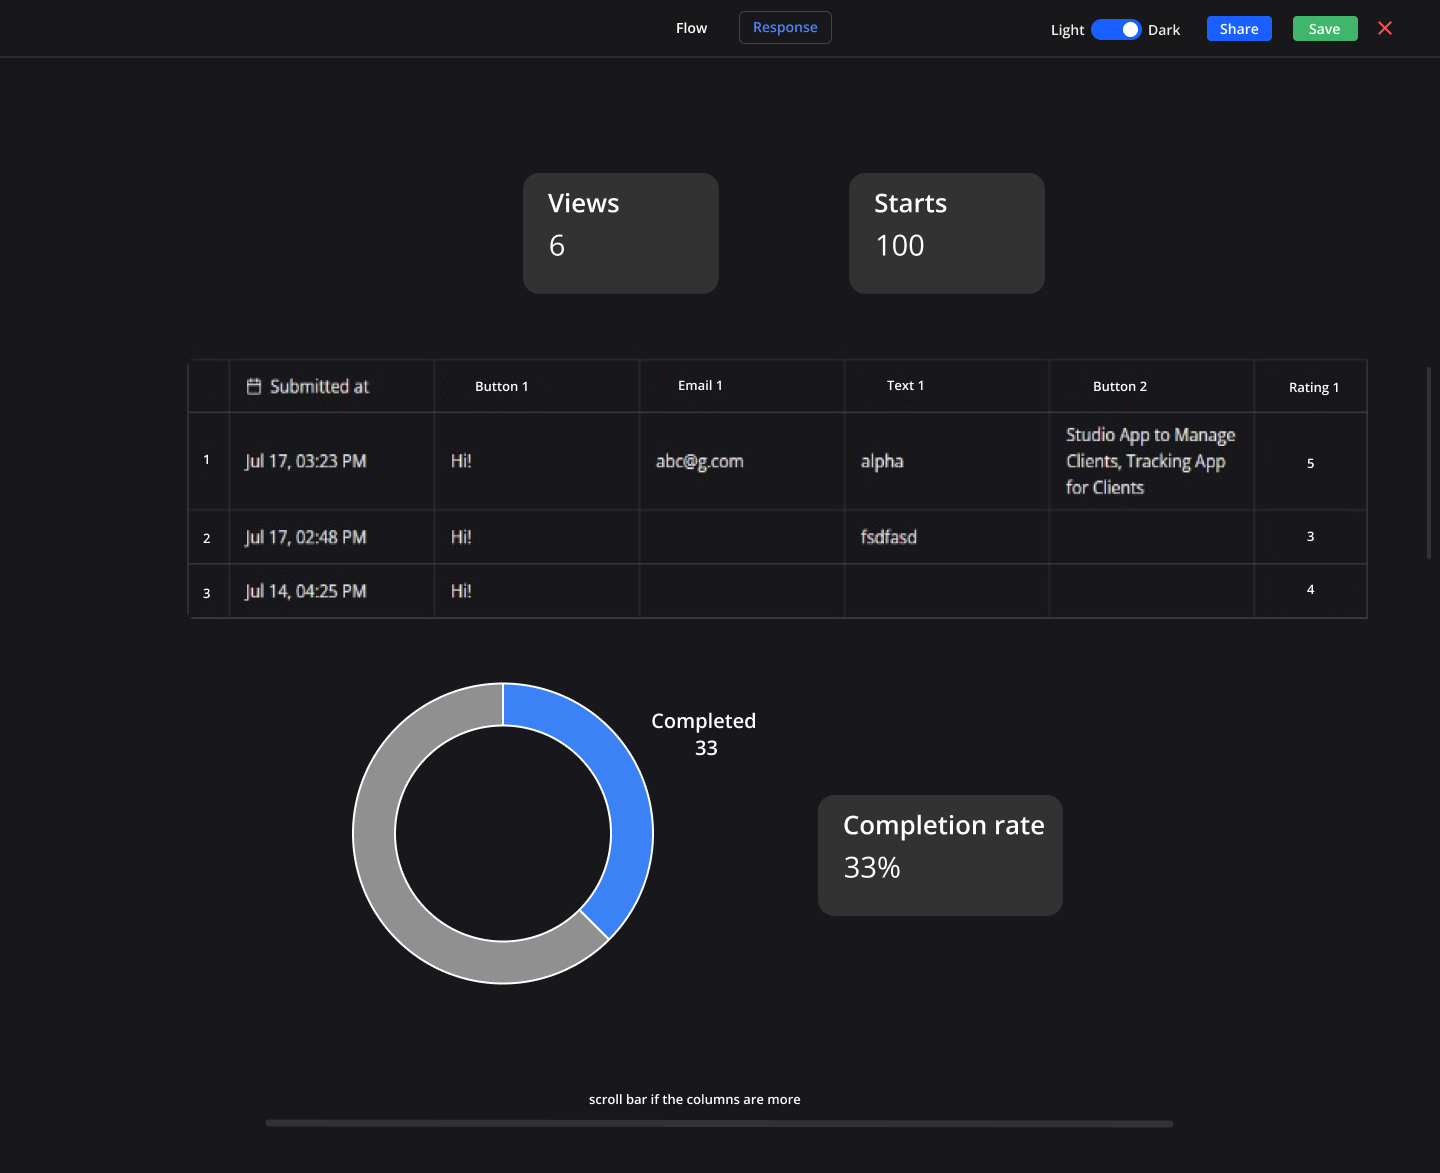 Flow Response Light Dark Share Save
Views Starts
6 100
Submitted at Button 1 Email 1 Text 1 Button 2 Rating 1
1 Jul 17, 03:23 PM Hi! abc@g.com alpha Studio App to Manage
Clients, Tracking App
for Clients 5
2 Jul 17, 02:48 PM Hi! fsdfasd 3
3 Jul 14, 04:25 PM Hi! 4
Completed
33
Completion rate
33%
scroll bar if the columns are more